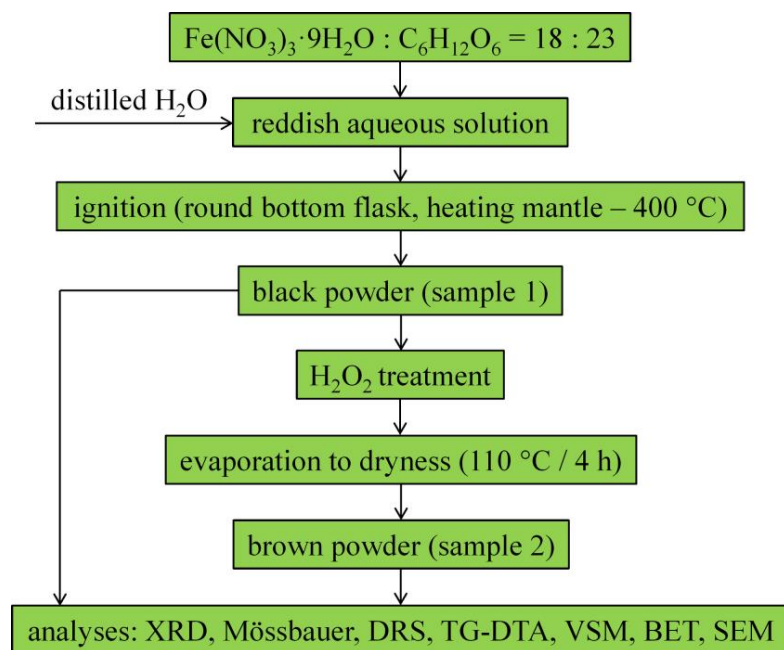 Fe(NO₃)₃·9H₂O : C₆H₁₂O₆ = 18 : 23
distilled H₂O
reddish aqueous solution
ignition (round bottom flask, heating mantle – 400 °C)
black powder (sample 1)
H₂O₂ treatment
evaporation to dryness (110 °C / 4 h)
brown powder (sample 2)
analyses: XRD, Mössbauer, DRS, TG-DTA, VSM, BET, SEM